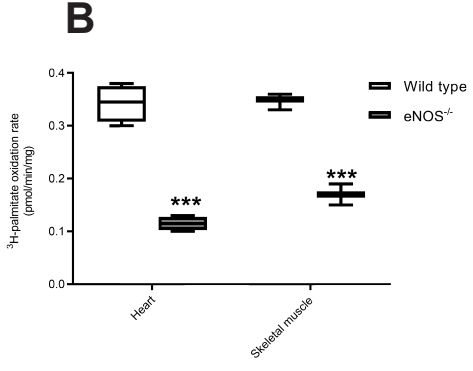 B
0.4
0.3
0.2
0.1
0.0
³H-palmitate oxidation rate
(pmol/min/mg)
***
***
Heart
Skeletal muscle
Wild type
eNOS⁻/⁻